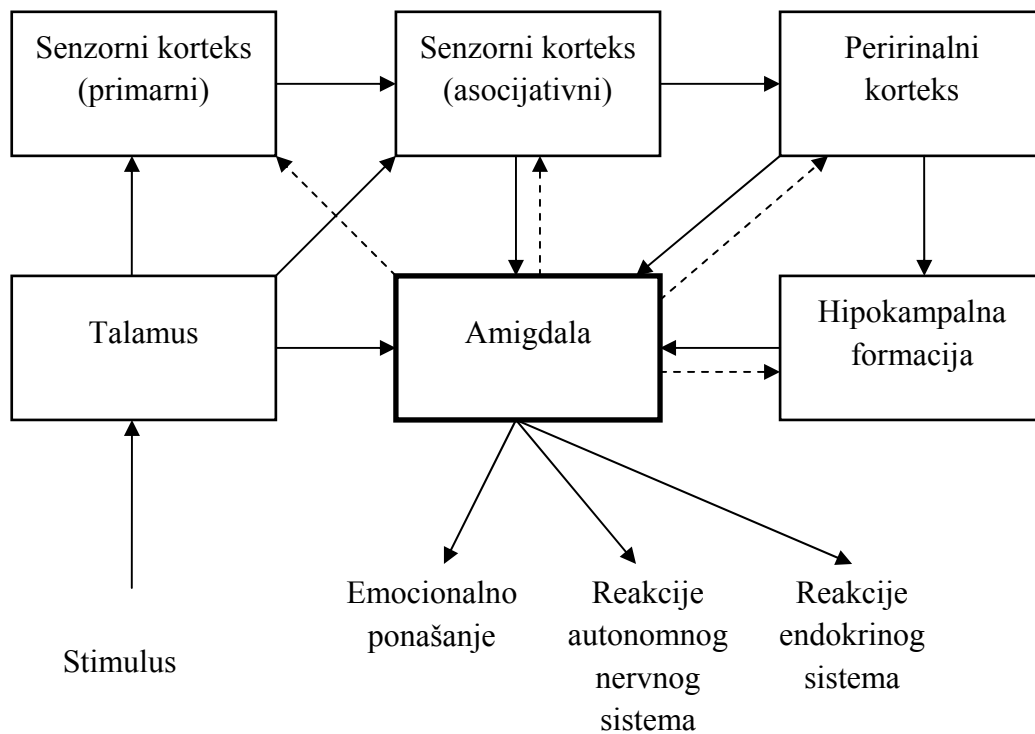 Senzorni korteks
(primarni)
Senzorni korteks
(asocijativni)
Peririnalni
korteks
Talamus
Amigdala
Hipokampalna
formacija
Stimulus
Emocionalno
ponašanje
Reakcije
autonomnog
nervnog
sistema
Reakcije
endokrinog
sistema